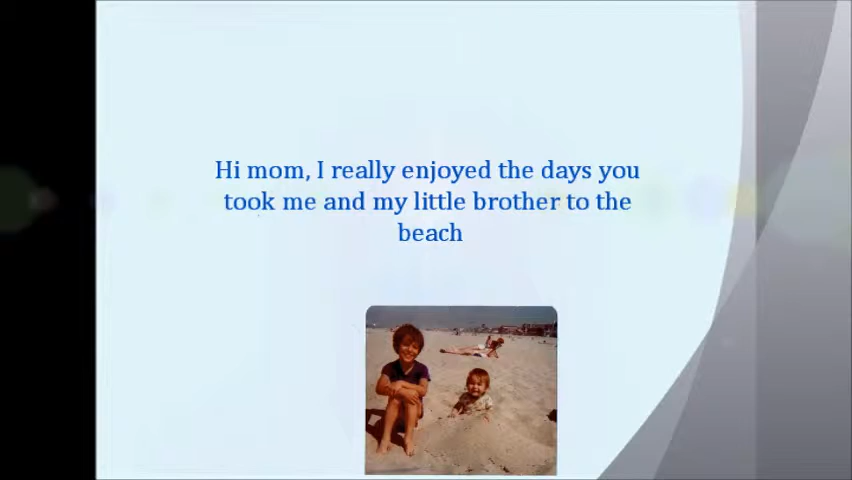 Hi mom, I really enjoyed the days you
took me and my little brother to the
beach